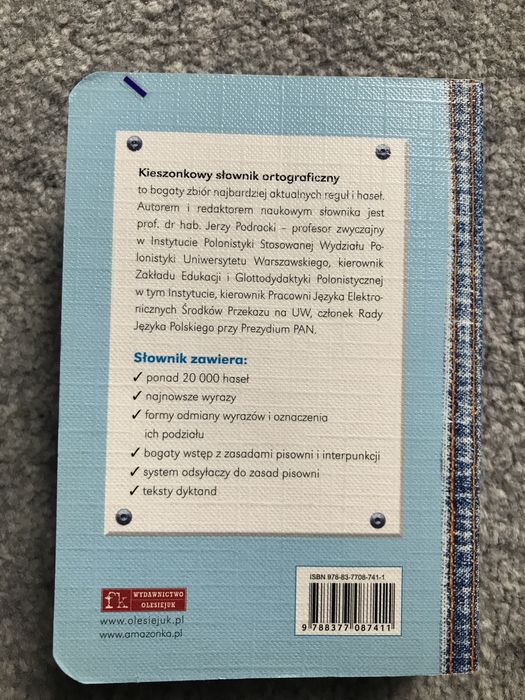 Kieszonkowy słownik ortograficzny
to bogaty zbiór najbardziej aktualnych reguł i haseł.
Autorem i redaktorem naukowym słownika jest
prof. dr hab. Jerzy Podracki – profesor zwyczajny
w Instytucie Polonistyki Stosowanej Wydziału Po-
lonistyki Uniwersytetu Warszawskiego, kierownik
Zakładu Edukacji i Glottodydaktyki Polonistycznej
w tym Instytucie, kierownik Pracowni Języka Elektro-
nicznych Środków Przekazu na UW, członek Rady
Języka Polskiego przy Prezydium PAN.
Słownik zawiera:
✓ ponad 20 000 haseł
✓ najnowsze wyrazy
✓ formy odmiany wyrazów i oznaczenia
ich podziału
✓ bogaty wstęp z zasadami pisowni i interpunkcji
✓ system odsyłaczy do zasad pisowni
✓ teksty dyktand
ISBN 978-83-7708-741-1
9 788377 087411
fk WYDAWNICTWO
OLESIEJUK
www.olesiejuk.pl
www.amazonka.pl